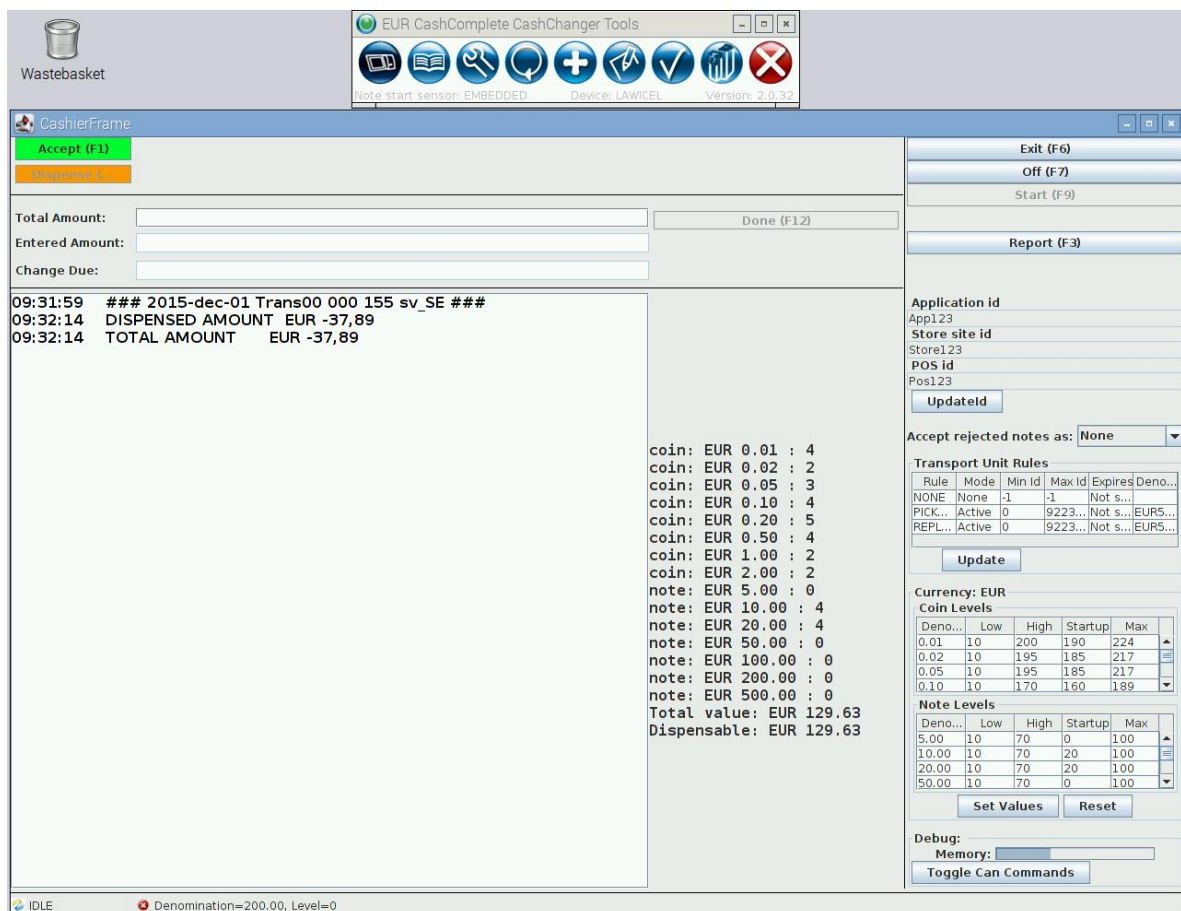 Wastebasket
EUR CashComplete CashChanger Tools
Note start sensor: EMBEDDED Device: LAWICEL Version: 2.0.32
CashierFrame
Accept (F1)
Dispense (...
Exit (F6)
Off (F7)
Start (F9)
Total Amount:
Done (F12)
Entered Amount:
Report (F3)
Change Due:
09:31:59 ### 2015-dec-01 Trans00 000 155 sv_SE ###
09:32:14 DISPENSED AMOUNT EUR -37,89
09:32:14 TOTAL AMOUNT EUR -37,89
coin: EUR 0.01 : 4
coin: EUR 0.02 : 2
coin: EUR 0.05 : 3
coin: EUR 0.10 : 4
coin: EUR 0.20 : 5
coin: EUR 0.50 : 4
coin: EUR 1.00 : 2
coin: EUR 2.00 : 2
note: EUR 5.00 : 0
note: EUR 10.00 : 4
note: EUR 20.00 : 4
note: EUR 50.00 : 0
note: EUR 100.00 : 0
note: EUR 200.00 : 0
note: EUR 500.00 : 0
Total value: EUR 129.63
Dispensable: EUR 129.63
Application id
App123
Store site id
Store123
POS id
Pos123
UpdateId
Accept rejected notes as: None
Transport Unit Rules
Rule Mode Min Id Max Id Expires Deno...
NONE None -1 -1 Not s...
PICK... Active 0 9223... Not s... EUR5...
REPL... Active 0 9223... Not s... EUR5...
Update
Currency: EUR
Coin Levels
Deno... Low High Startup Max
0.01 10 200 190 224
0.02 10 195 185 217
0.05 10 195 185 217
0.10 10 170 160 189
Note Levels
Deno... Low High Startup Max
5.00 10 70 0 100
10.00 10 70 20 100
20.00 10 70 20 100
50.00 10 70 0 100
Set Values Reset
Debug:
Memory:
Toggle Can Commands
IDLE Denomination=200.00, Level=0